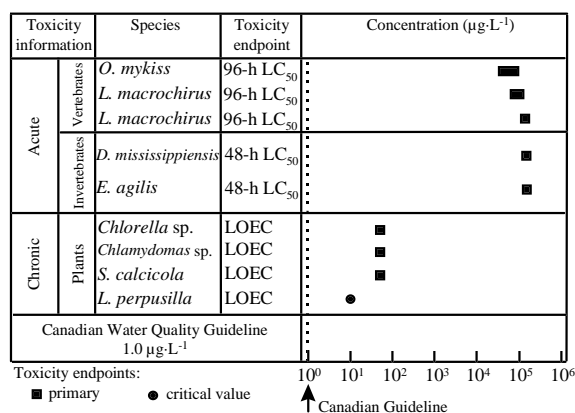 Toxicity information Species Toxicity endpoint Concentration (µg·L-1)
Acute
Vertebrates
O. mykiss 96-h LC50
L. macrochirus 96-h LC50
L. macrochirus 96-h LC50
Invertebrates
D. mississippiensis 48-h LC50
E. agilis 48-h LC50
Chronic
Plants
Chlorella sp. LOEC
Chlamydomas sp. LOEC
S. calcicola LOEC
L. perpusilla LOEC
Canadian Water Quality Guideline
1.0 µg·L-1
Toxicity endpoints:
primary critical value
10⁰ 10¹ 10² 10³ 10⁴ 10⁵ 10⁶
Canadian Guideline